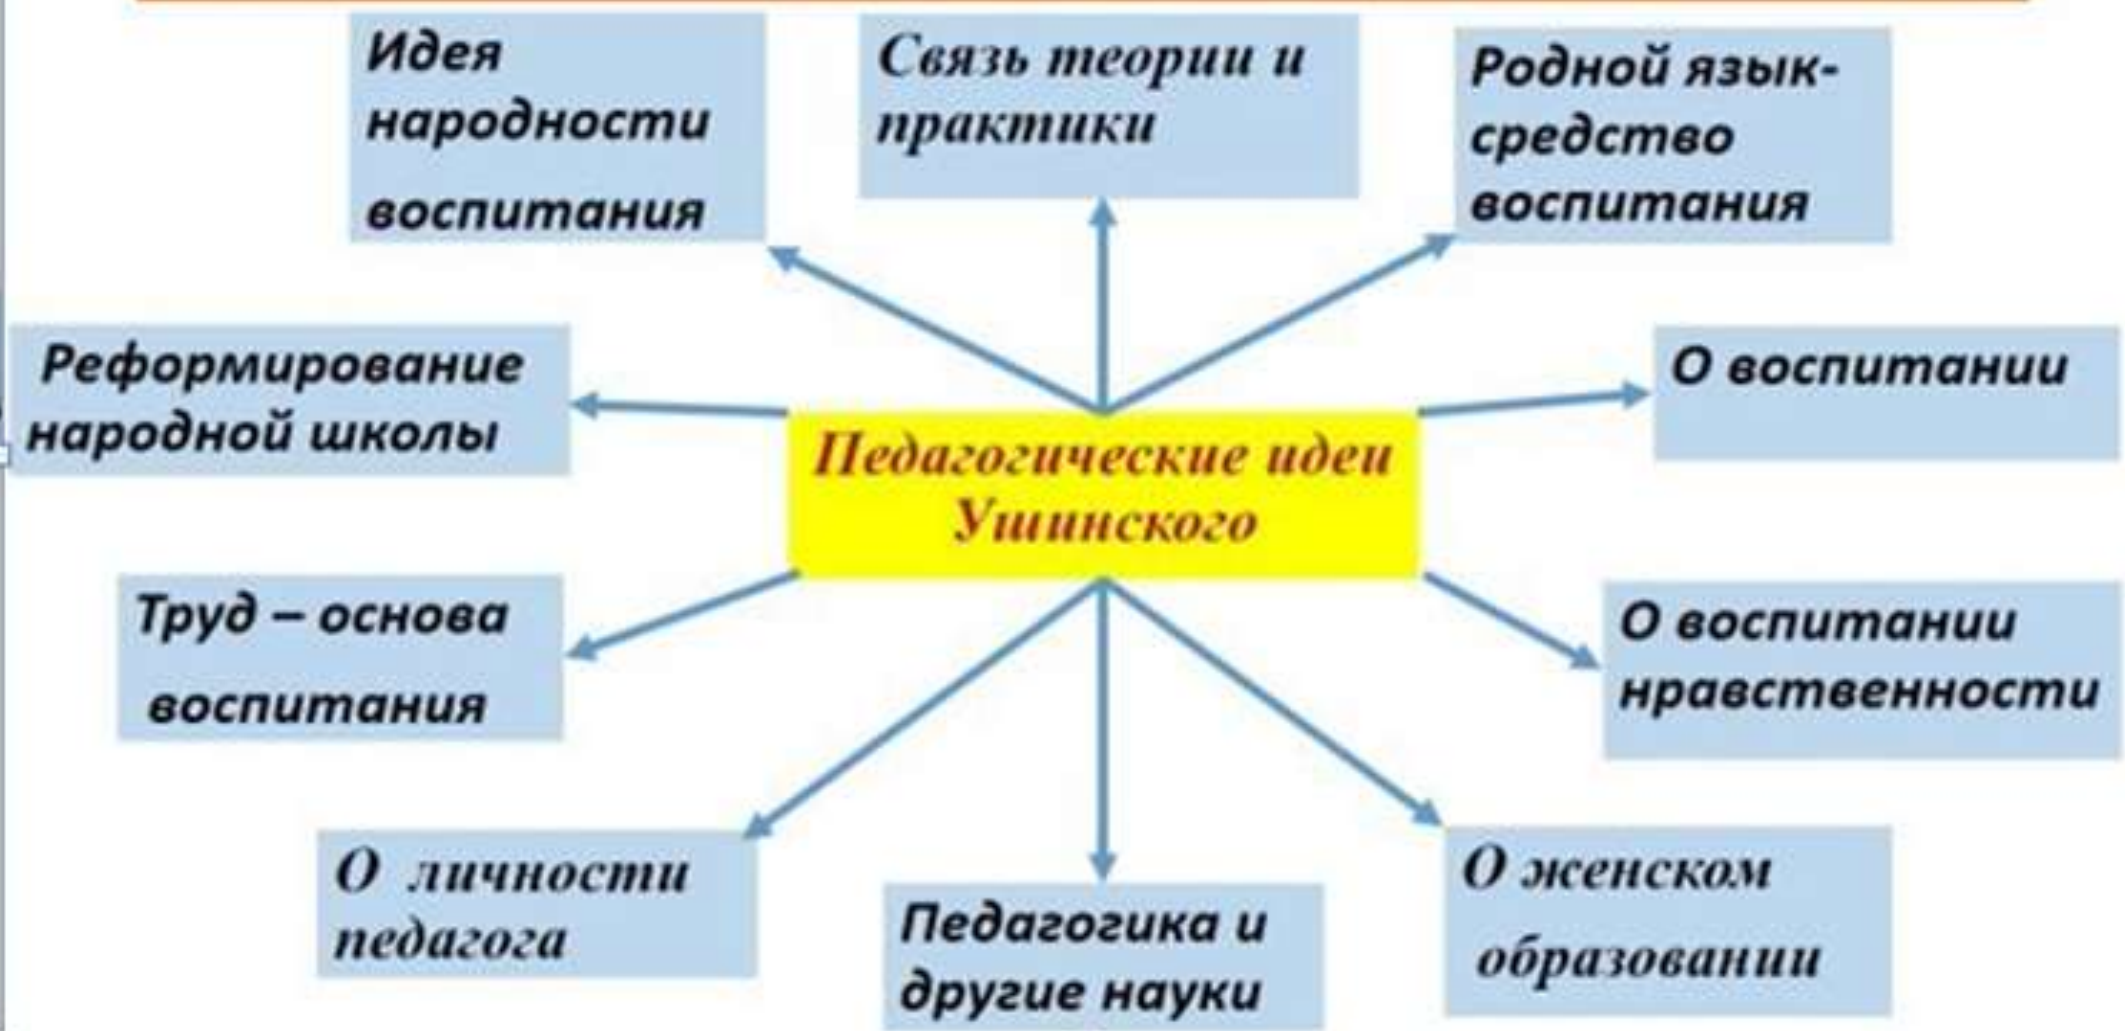 Идея
народности
воспитания
Связь теории и
практики
Родной язык-
средство
воспитания
Реформирование
народной школы
О воспитании
Педагогические идеи
Ушинского
Труд – основа
воспитания
О воспитании
нравственности
О личности
педагога
Педагогика и
другие науки
О женском
образовании